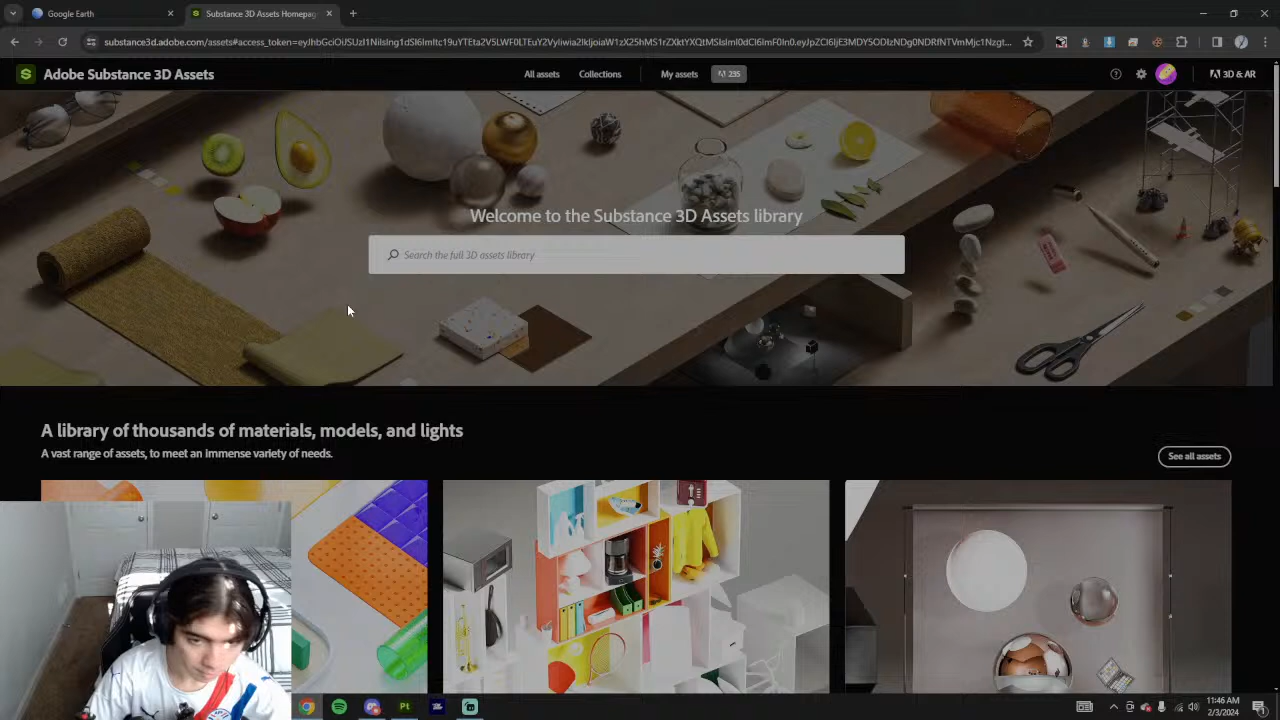 Google Earth
Substance 3D Assets Homepag
Adobe Substance 3D Assets
All assets
Collections
My assets
235
3D & AR
Welcome to the Substance 3D Assets library
Search the full 3D assets library
A library of thousands of materials, models, and lights
A vast range of assets, to meet an immense variety of needs.
See all assets
Pt
11:46 AM
2/3/2024